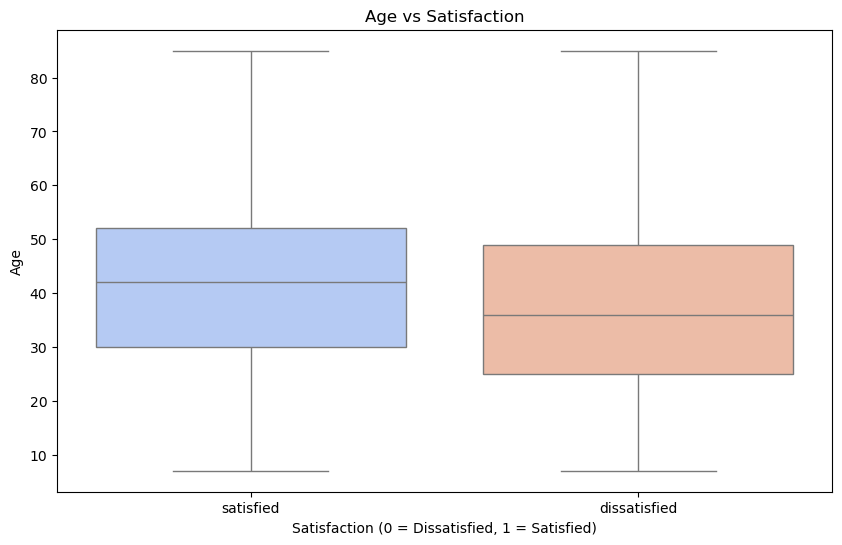 Age vs Satisfaction
80
70
60
50
40
30
20
10
Age
satisfied
dissatisfied
Satisfaction (0 = Dissatisfied, 1 = Satisfied)